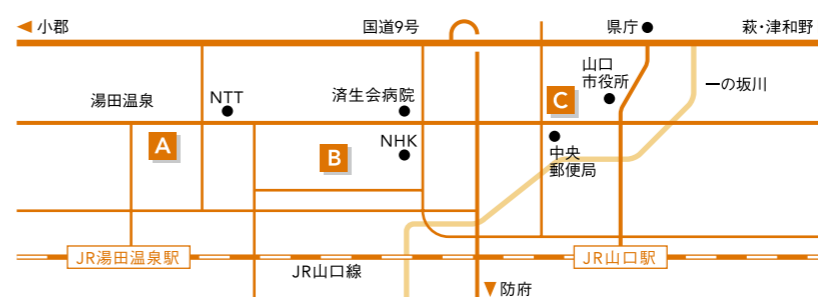 小郡
国道9号
県庁
萩・津和野
山口
市役所
一の坂川
湯田温泉
NTT
済生会病院
C
A
B
NHK
中央
郵便局
JR湯田温泉駅
JR山口線
JR山口駅
防府